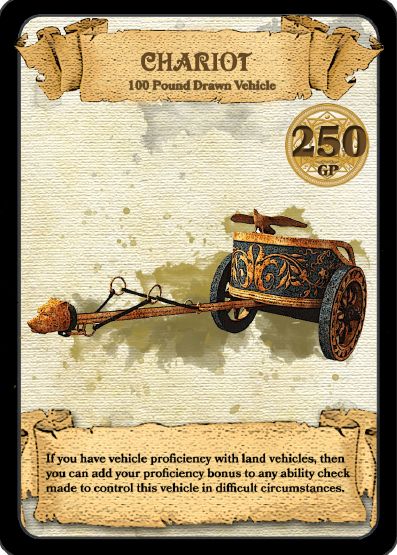 CHARIOT
100 Pound Drawn Vehicle
250
GP
If you have vehicle proficiency with land vehicles, then
you can add your proficiency bonus to any ability check
made to control this vehicle in difficult circumstances.